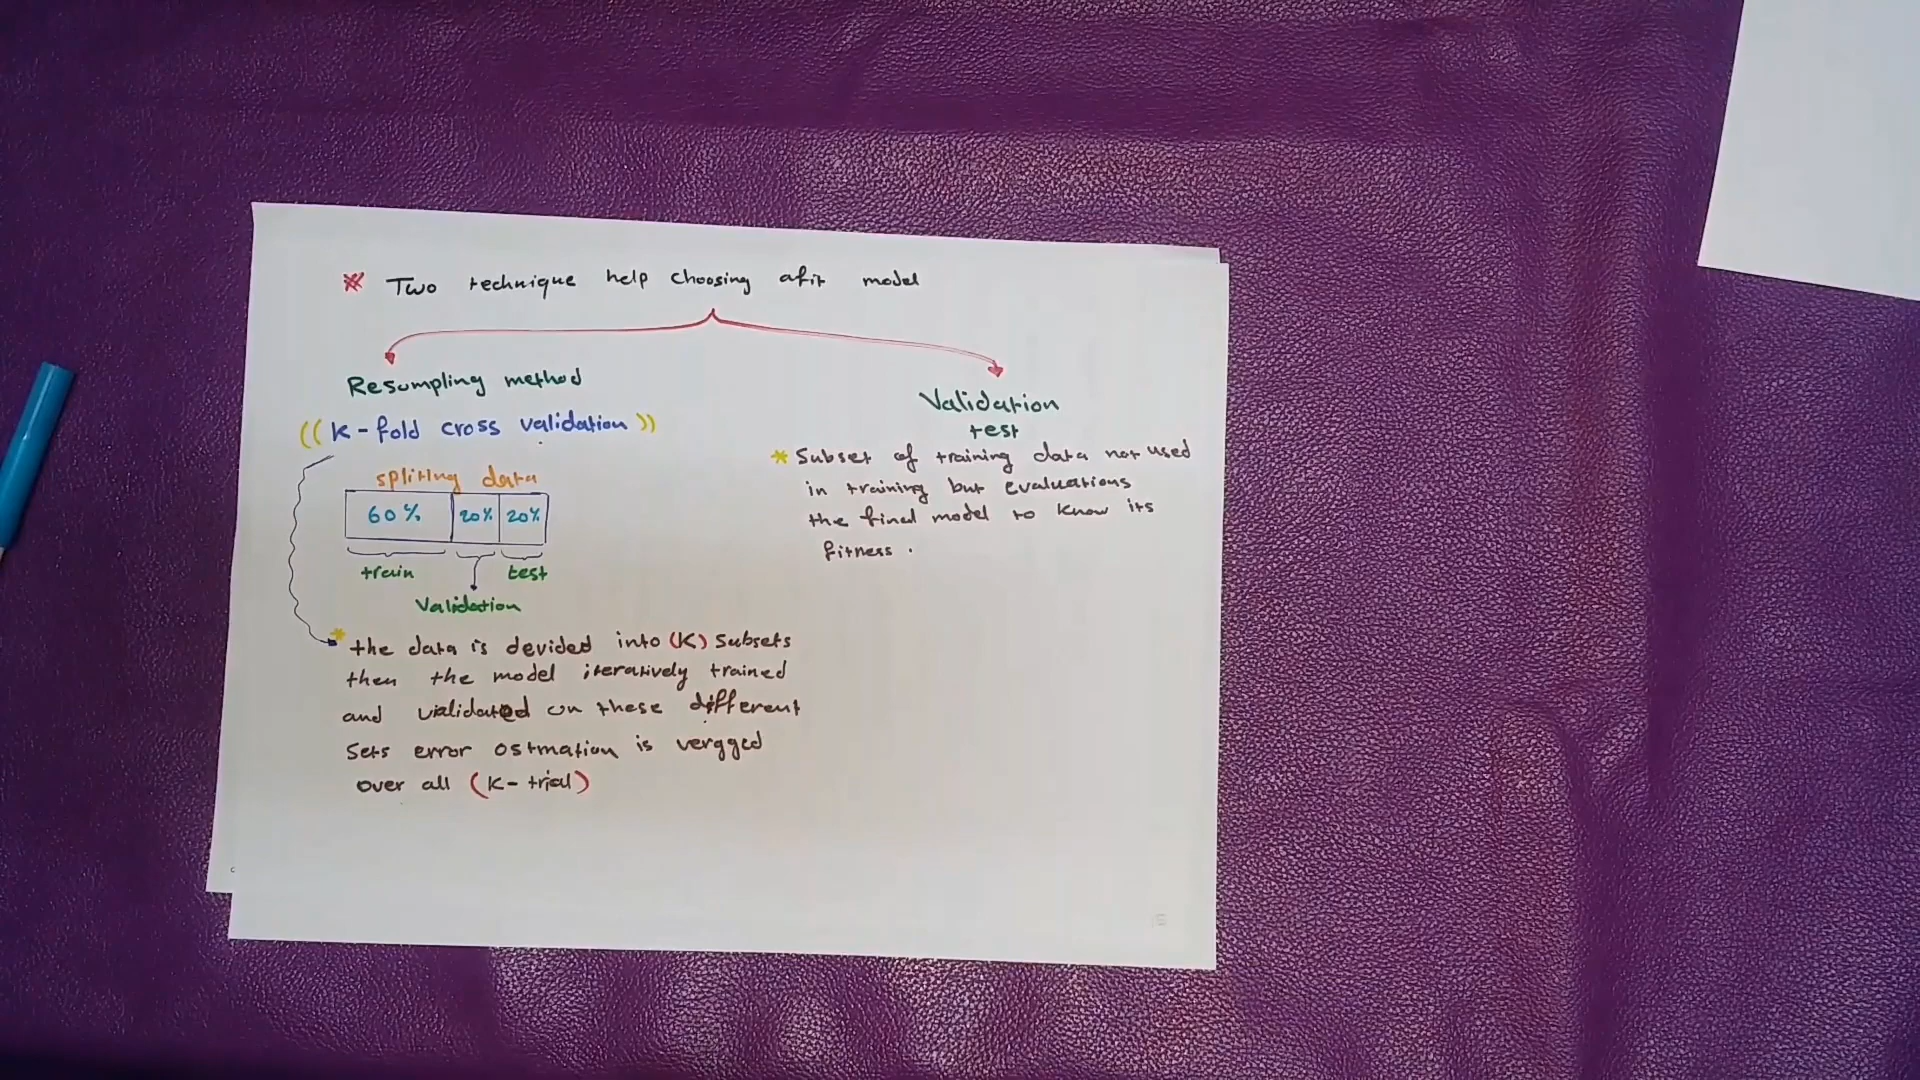 Two technique help choosing afit model
Resumpling method
((K-fold cross validation))
spliting data
60% 20% 20%
train test
Validation
the data is devided into (K) Subsets
then the model iteratively trained
and validated on these different
Sets error ostmation is vergged
over all (K-trial)
Validation
test
* Subset of training data not used
in training but evaluations
the final model to know its
fitness.